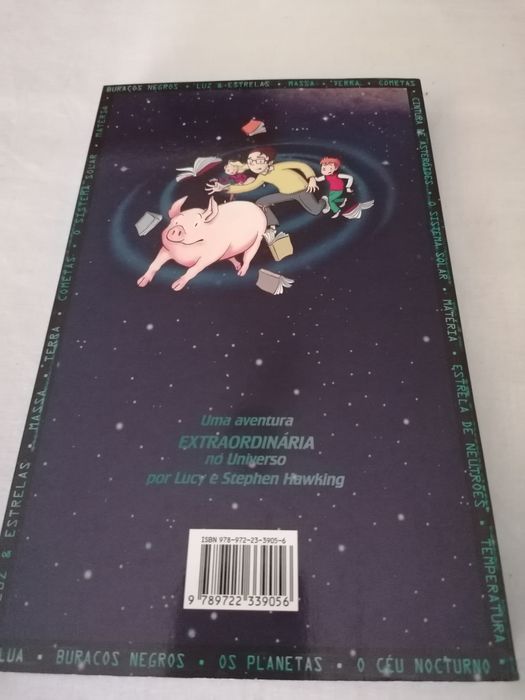 BURACOS NEGROS • LUZ & ESTRELAS • MASSA • TERRA • COMETAS
CINTURA DE ASTERÓIDES • O SISTEMA SOLAR • MATÉRIA • ESTRELA DE NEUTRÕES • TEMPERATURA
LUZ & ESTRELAS • MASSA • TERRA • COMETAS • O SISTEMA SOLAR • MATÉRIA
Uma aventura
EXTRAORDINÁRIA
no Universo
por Lucy e Stephen Hawking
ISBN 978-972-23-3905-6
9 789722 339056
LUA • BURACOS NEGROS • OS PLANETAS • O CÉU NOCTURNO